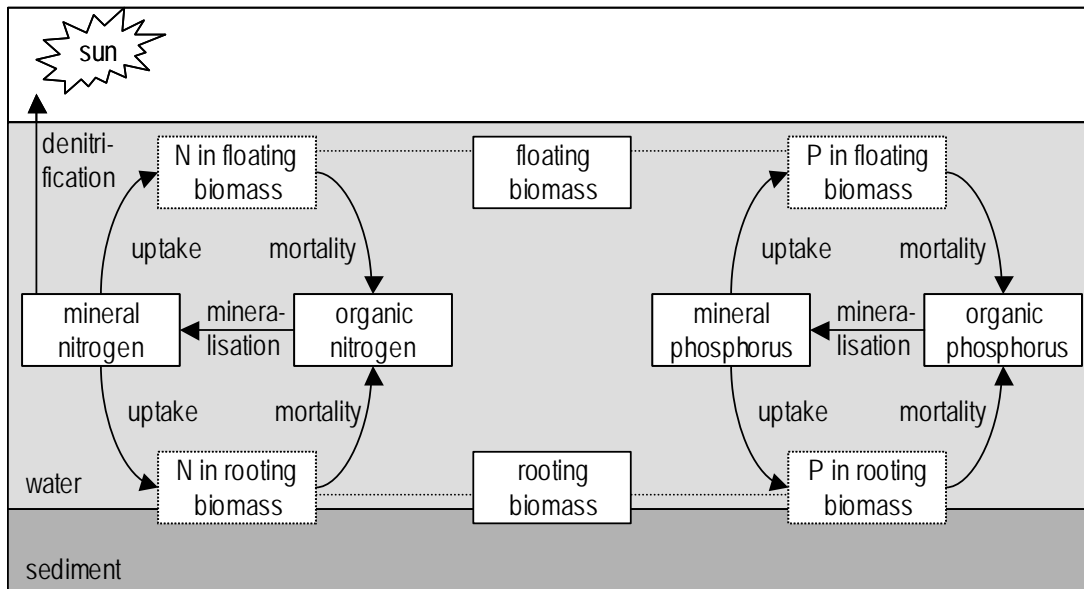 sun
denitri-
fication
N in floating
biomass
floating
biomass
P in floating
biomass
uptake
mortality
uptake
mortality
mineral
nitrogen
minera-
lisation
organic
nitrogen
mineral
phosphorus
minera-
lisation
organic
phosphorus
uptake
mortality
uptake
mortality
N in rooting
biomass
rooting
biomass
P in rooting
biomass
water
sediment